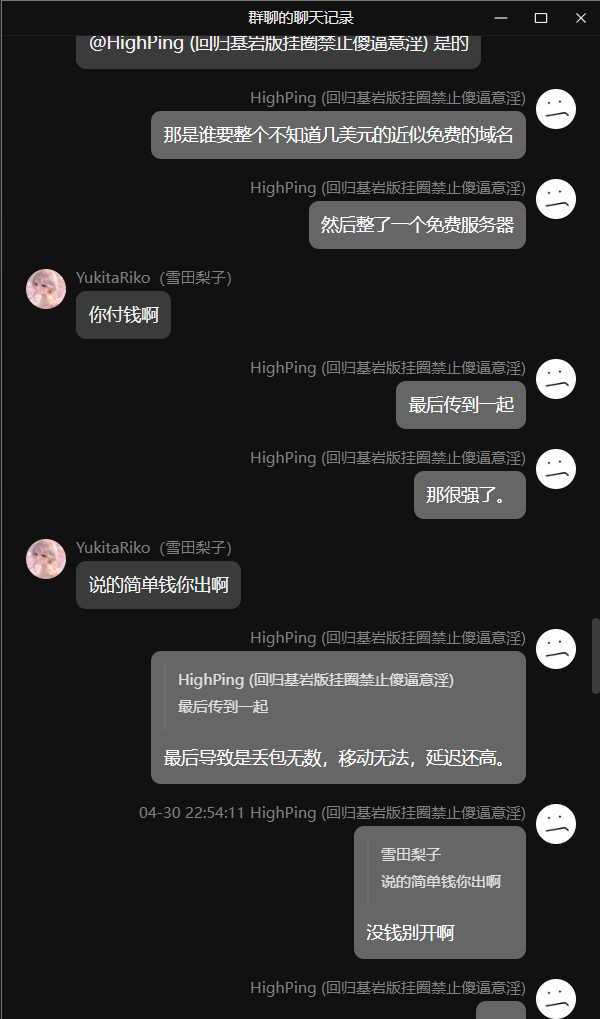 群聊的聊天记录
@HighPing (回归基岩版挂圈禁止傻逼意淫) 是的
HighPing (回归基岩版挂圈禁止傻逼意淫)
那是谁要整个不知道几美元的近似免费的域名
HighPing (回归基岩版挂圈禁止傻逼意淫)
然后整了一个免费服务器
YukitaRiko（雪田梨子）
你付钱啊
HighPing (回归基岩版挂圈禁止傻逼意淫)
最后传到一起
HighPing (回归基岩版挂圈禁止傻逼意淫)
那很强了。
YukitaRiko（雪田梨子）
说的简单钱你出啊
HighPing (回归基岩版挂圈禁止傻逼意淫)
HighPing (回归基岩版挂圈禁止傻逼意淫)
最后传到一起
最后导致是丢包无数，移动无法，延迟还高。
04-30 22:54:11 HighPing (回归基岩版挂圈禁止傻逼意淫)
雪田梨子
说的简单钱你出啊
没钱别开啊
HighPing (回归基岩版挂圈禁止傻逼意淫)